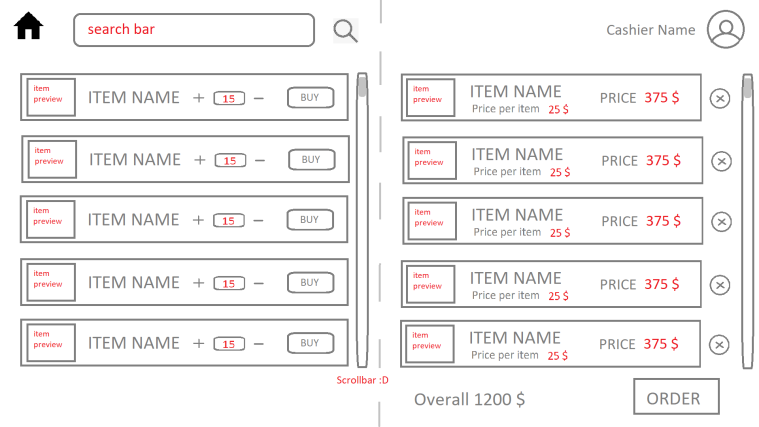 search bar
Cashier Name
item
preview
ITEM NAME + 15 − BUY
item
preview
ITEM NAME + 15 − BUY
item
preview
ITEM NAME + 15 − BUY
item
preview
ITEM NAME + 15 − BUY
item
preview
ITEM NAME + 15 − BUY
Scrollbar :D
item
preview
ITEM NAME
Price per item 25 $
PRICE 375 $
item
preview
ITEM NAME
Price per item 25 $
PRICE 375 $
item
preview
ITEM NAME
Price per item 25 $
PRICE 375 $
item
preview
ITEM NAME
Price per item 25 $
PRICE 375 $
item
preview
ITEM NAME
Price per item 25 $
PRICE 375 $
Overall 1200 $
ORDER